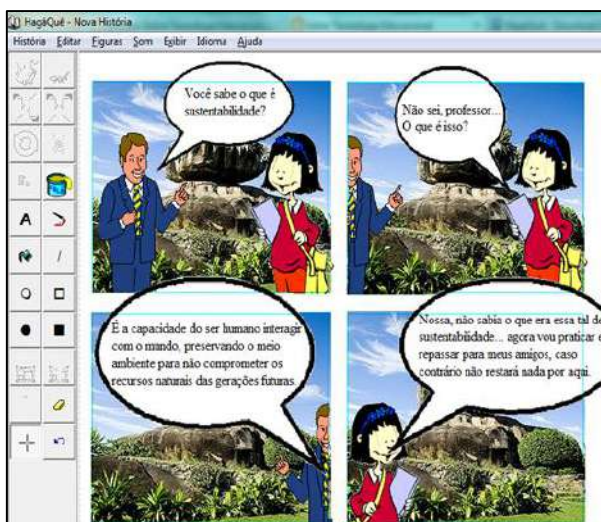 HagáQuê - Nova História
História Editar Figuras Som Exibir Idioma Ajuda
Você sabe o que é
sustentabilidade?
Não sei, professor...
O que é isso?
É a capacidade do ser humano interagir
com o mundo, preservando o meio
ambiente para não comprometer os
recursos naturais das gerações futuras.
Nossa, não sabia o que era essa tal de
sustentabilidade... agora vou praticar e
repassar para meus amigos, caso
contrário não restará nada por aqui.
A